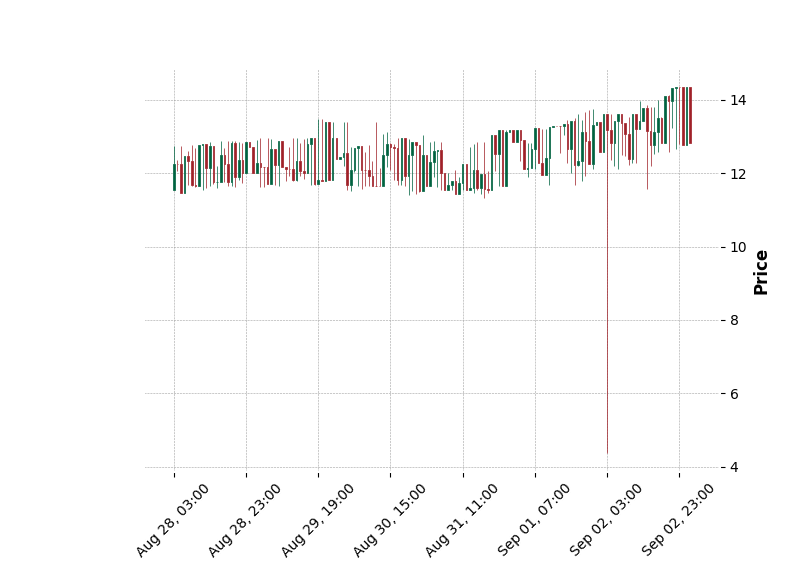 14
12
10
8
6
4
Price
Aug 28, 03:00
Aug 28, 23:00
Aug 29, 19:00
Aug 30, 15:00
Aug 31, 11:00
Sep 01, 07:00
Sep 02, 03:00
Sep 02, 23:00